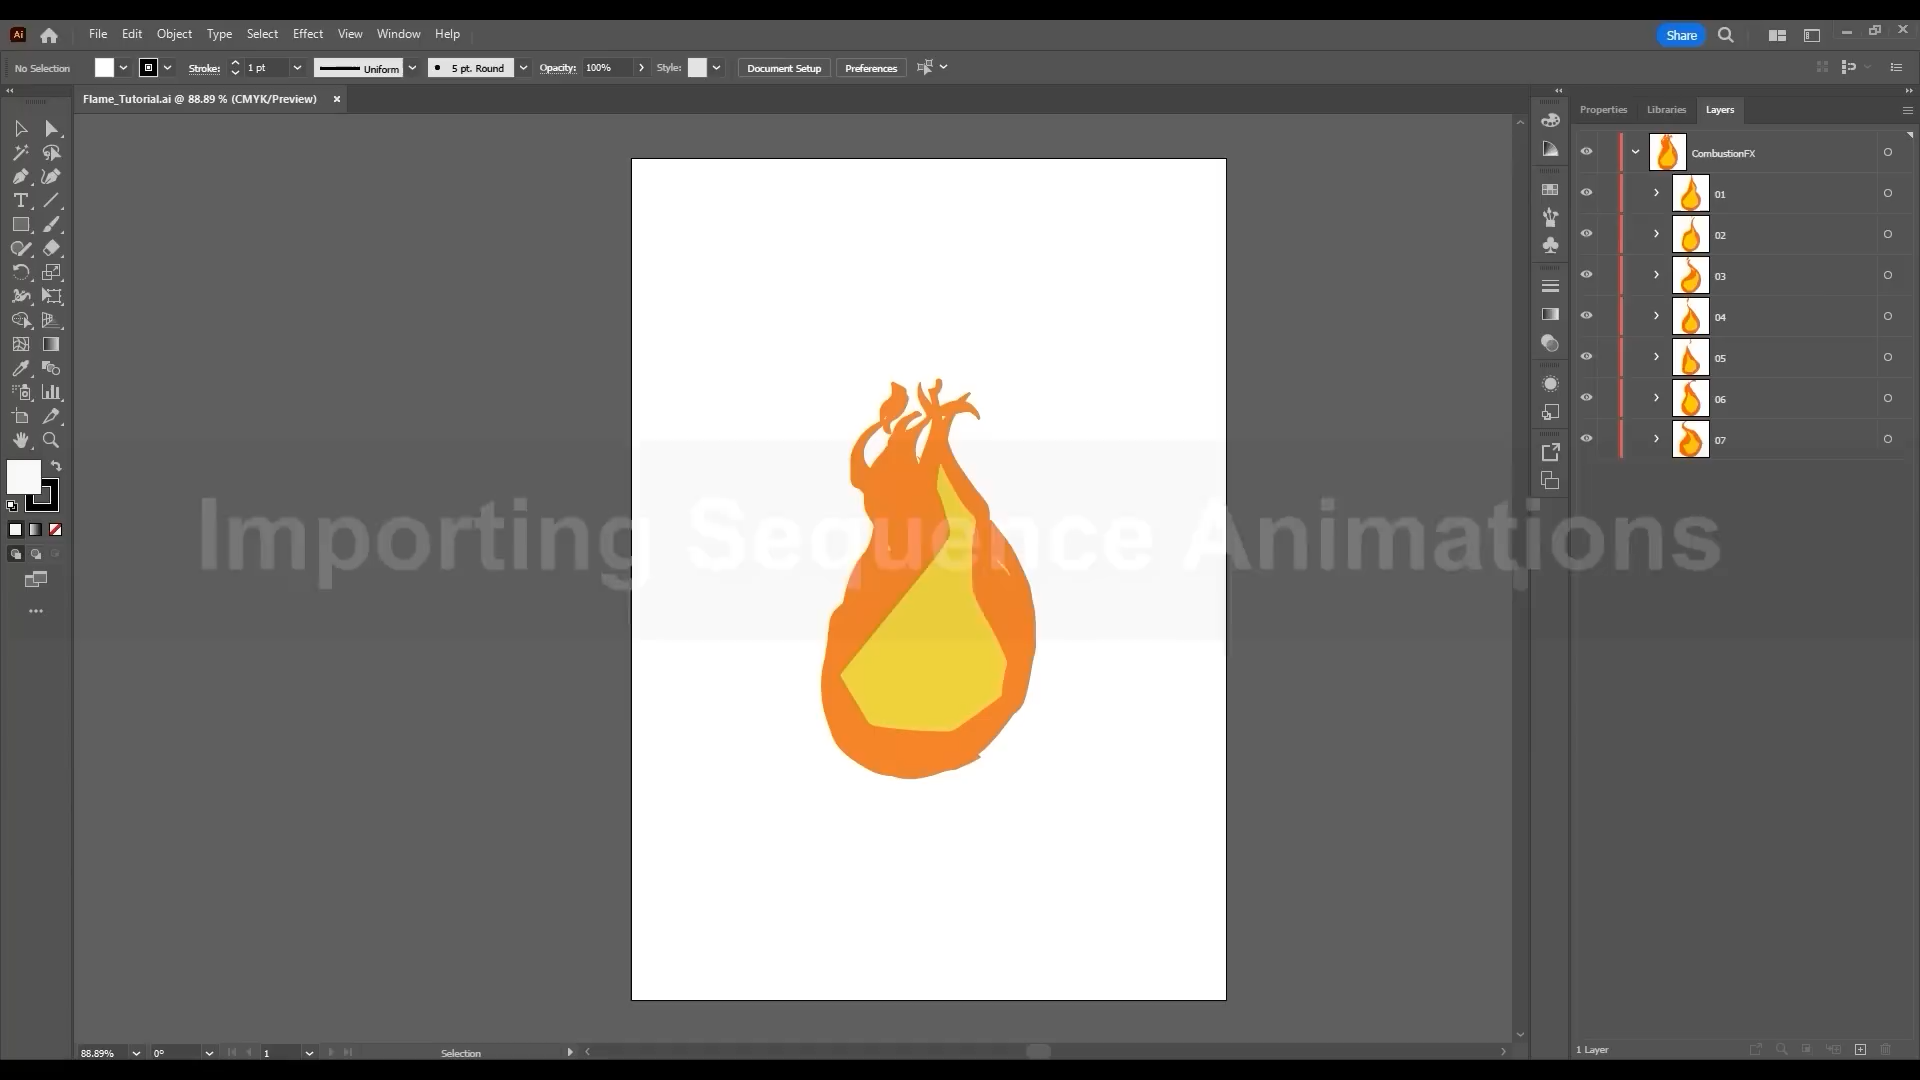 Ai File Edit Object Type Select Effect View Window Help Share
No Selection Stroke: 1 pt Uniform 5 pt. Round Opacity: 100% Style: Document Setup Preferences
Flame_Tutorial.ai @ 88.89 % (CMYK/Preview) ×
Properties Libraries Layers
CombustionFX
01
02
03
04
05
06
07
Importing Sequence Animations
88.89% 0° 1 Selection
1 Layer